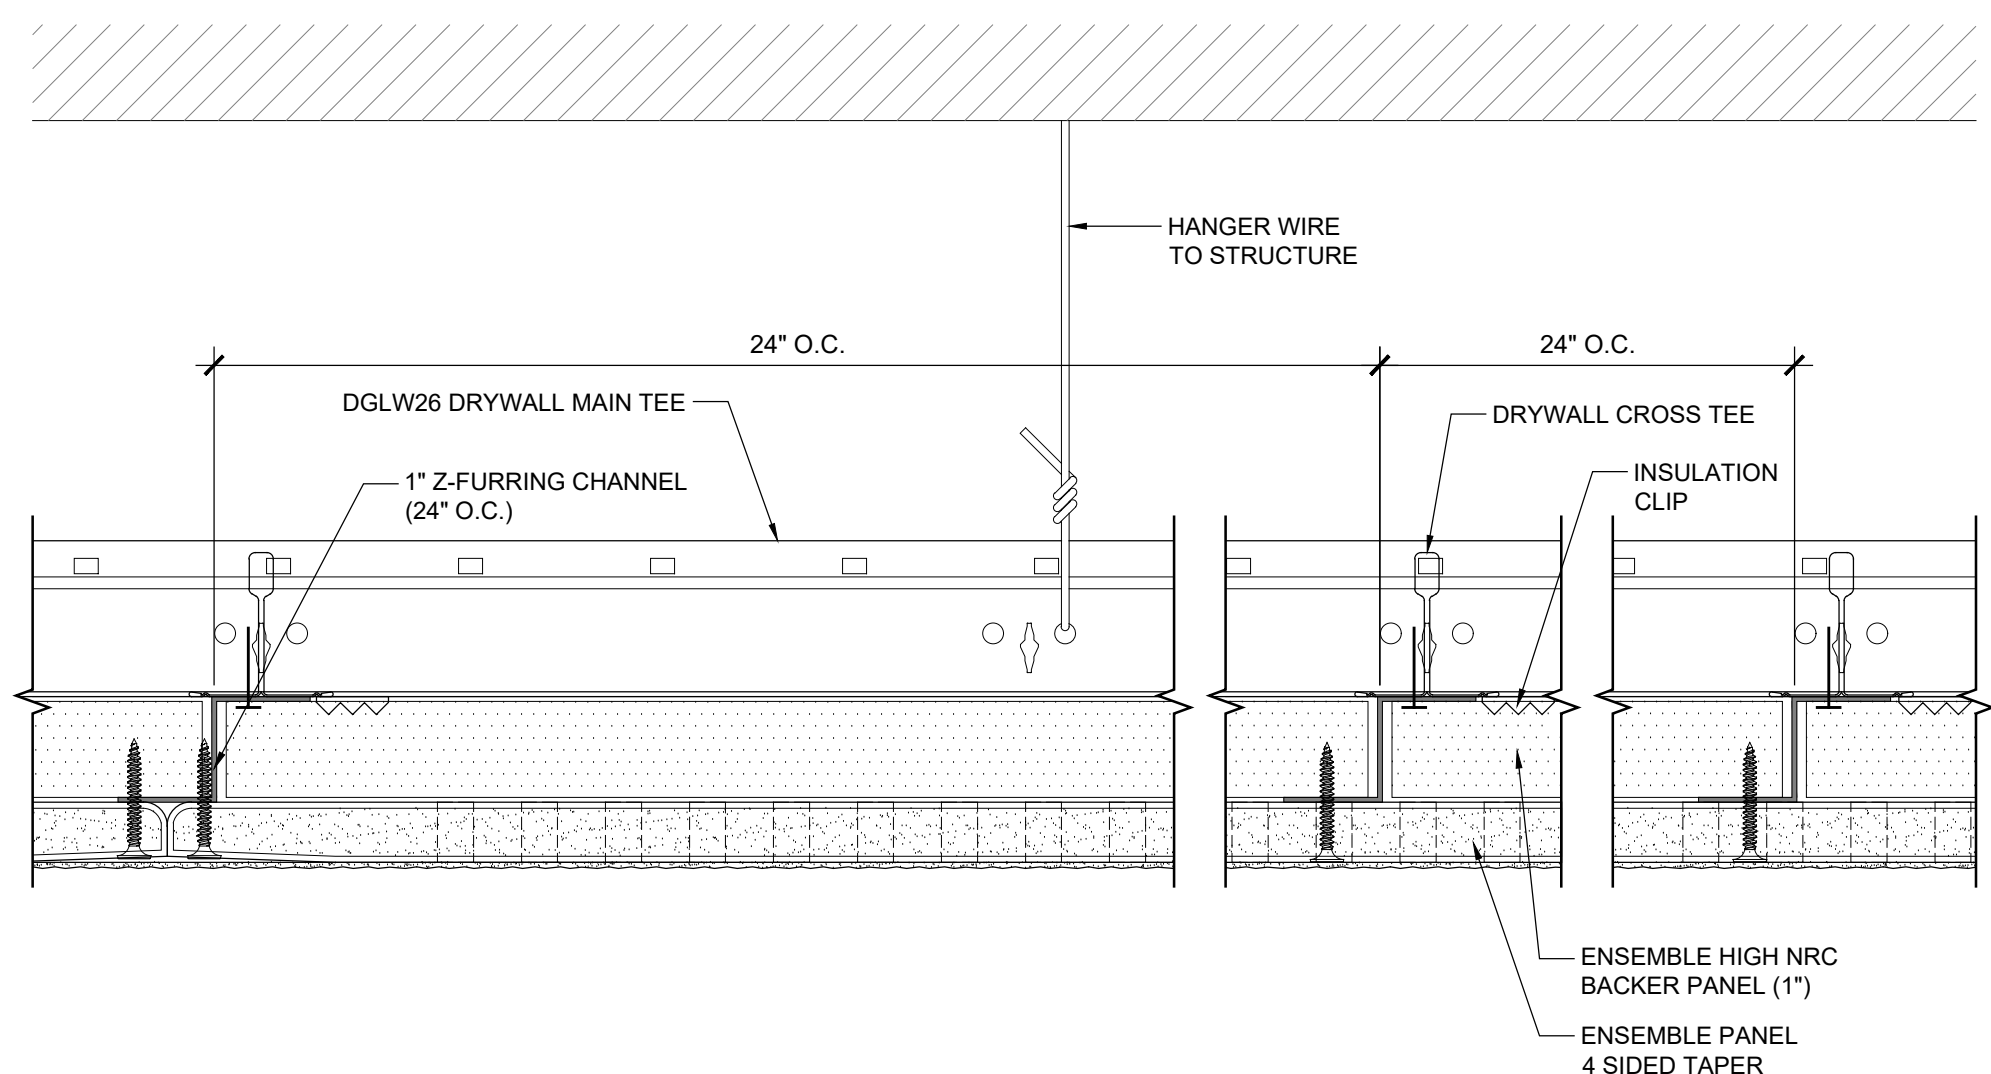 HANGER WIRE
TO STRUCTURE
24" O.C.
24" O.C.
DGLW26 DRYWALL MAIN TEE
DRYWALL CROSS TEE
1" Z-FURRING CHANNEL
(24" O.C.)
INSULATION
CLIP
ENSEMBLE HIGH NRC
BACKER PANEL (1")
ENSEMBLE PANEL
4 SIDED TAPER